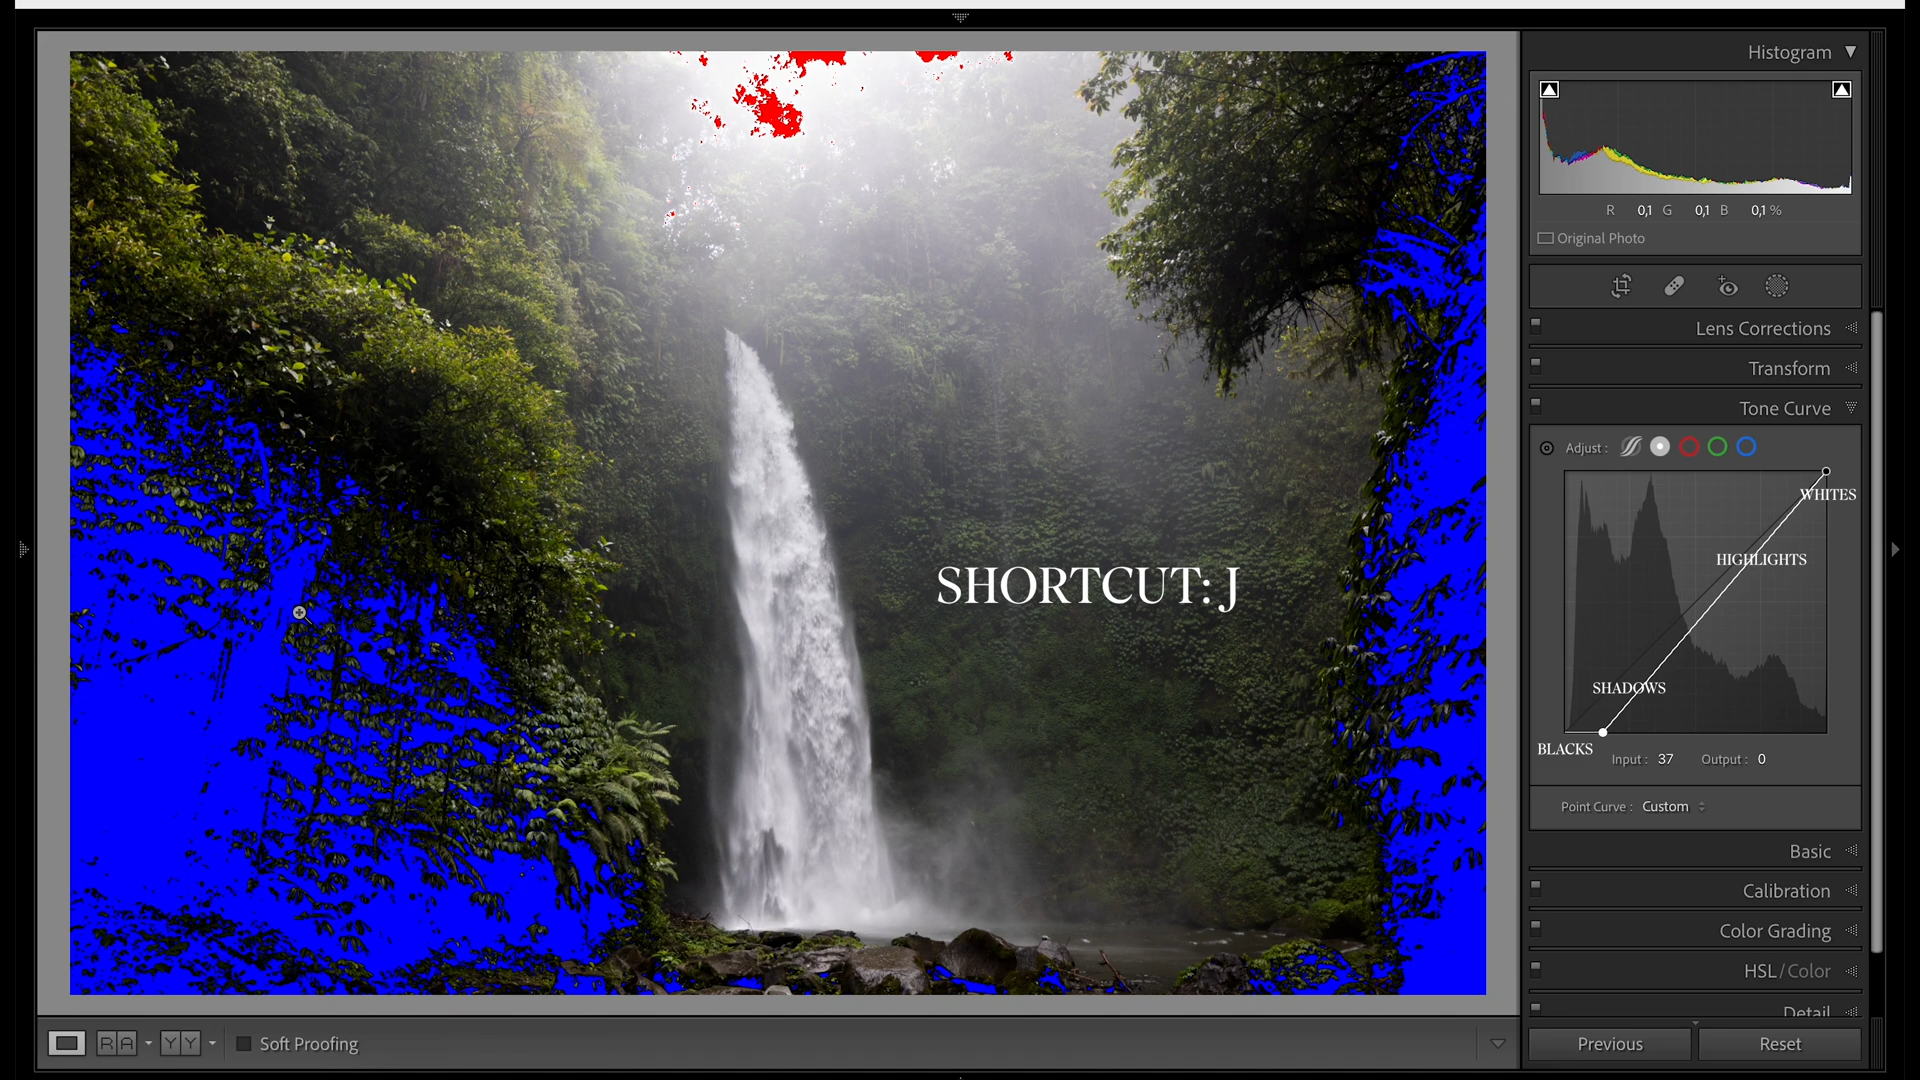 Histogram
R 0,1 G 0,1 B 0,1 %
Original Photo
Lens Corrections
Transform
Tone Curve
Adjust :
WHITES
HIGHLIGHTS
SHORTCUT: J
SHADOWS
BLACKS
Input : 37 Output : 0
Point Curve : Custom
Basic
Calibration
Color Grading
HSL / Color
Detail
R A Y Y Soft Proofing
Previous Reset